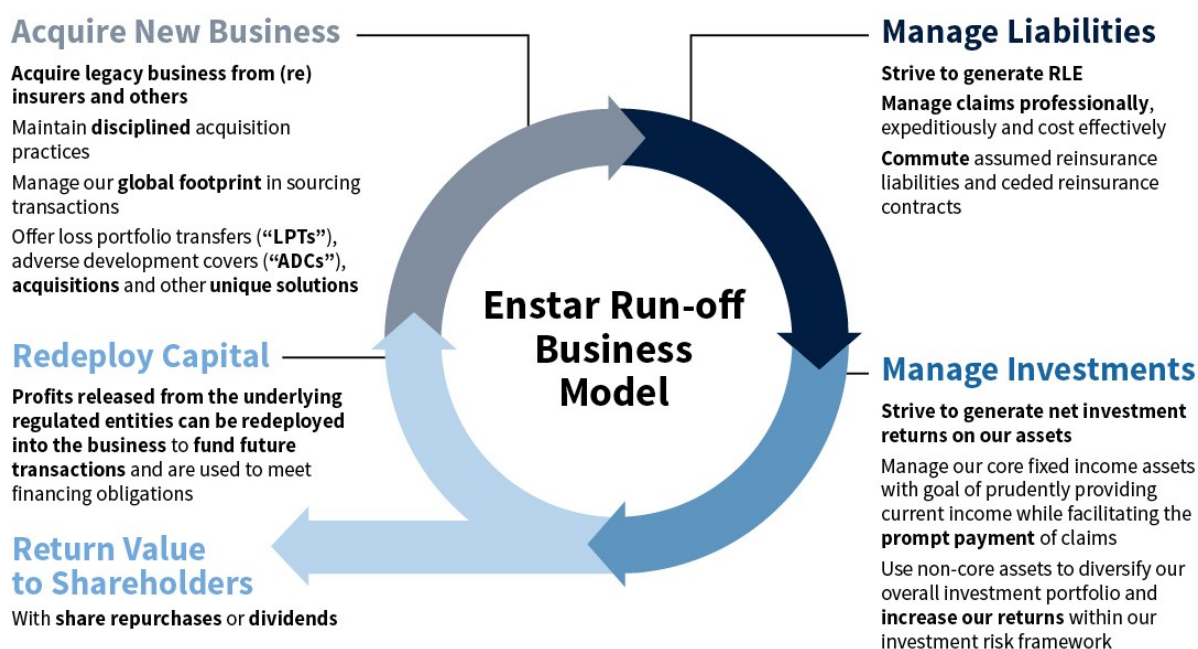 Acquire New Business
Acquire legacy business from (re)
insurers and others
Maintain disciplined acquisition
practices
Manage our global footprint in sourcing
transactions
Offer loss portfolio transfers (“LPTs”),
adverse development covers (“ADCs”),
acquisitions and other unique solutions
Manage Liabilities
Strive to generate RLE
Manage claims professionally,
expeditiously and cost effectively
Commute assumed reinsurance
liabilities and ceded reinsurance
contracts
Enstar Run-off
Business
Model
Manage Investments
Strive to generate net investment
returns on our assets
Manage our core fixed income assets
with goal of prudently providing
current income while facilitating the
prompt payment of claims
Use non-core assets to diversify our
overall investment portfolio and
increase our returns within our
investment risk framework
Redeploy Capital
Profits released from the underlying
regulated entities can be redeployed
into the business to fund future
transactions and are used to meet
financing obligations
Return Value
to Shareholders
With share repurchases or dividends